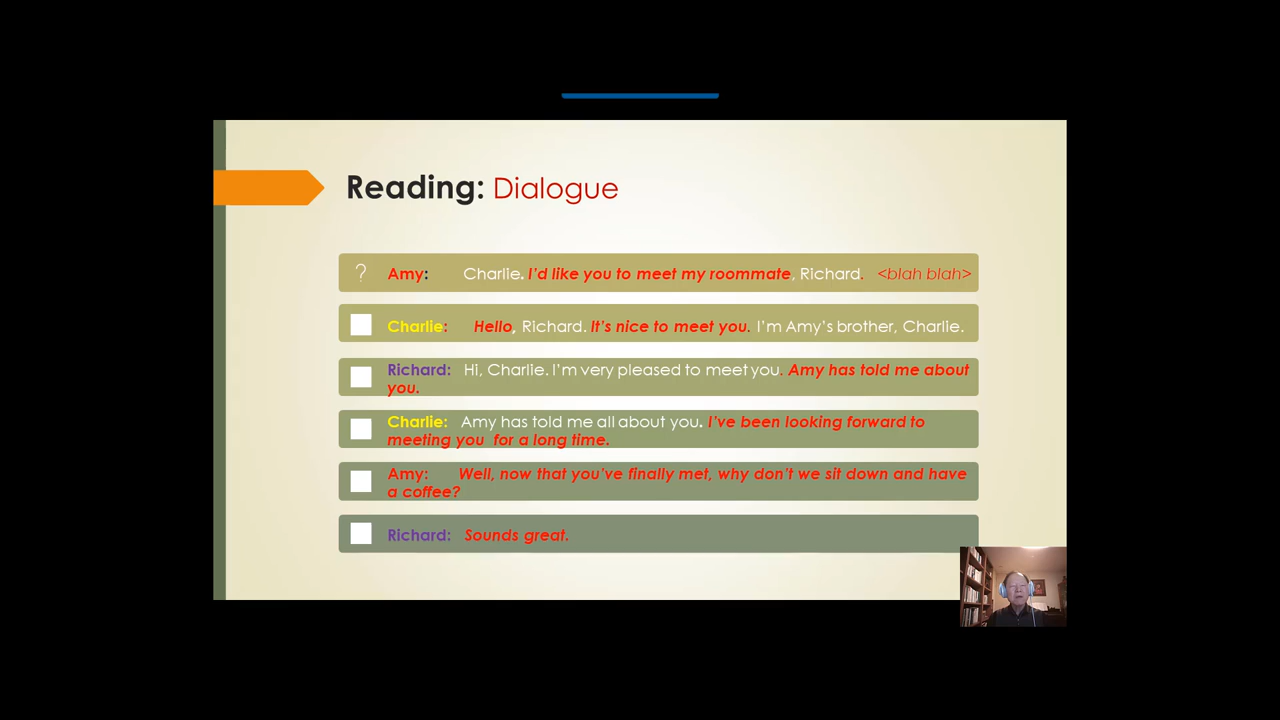 Reading: Dialogue
? Amy: Charlie. I'd like you to meet my roommate, Richard. <blah blah>
Charlie: Hello, Richard. It's nice to meet you. I'm Amy's brother, Charlie.
Richard: Hi, Charlie. I'm very pleased to meet you. Amy has told me about
you.
Charlie: Amy has told me all about you. I've been looking forward to
meeting you for a long time.
Amy: Well, now that you've finally met, why don't we sit down and have
a coffee?
Richard: Sounds great.